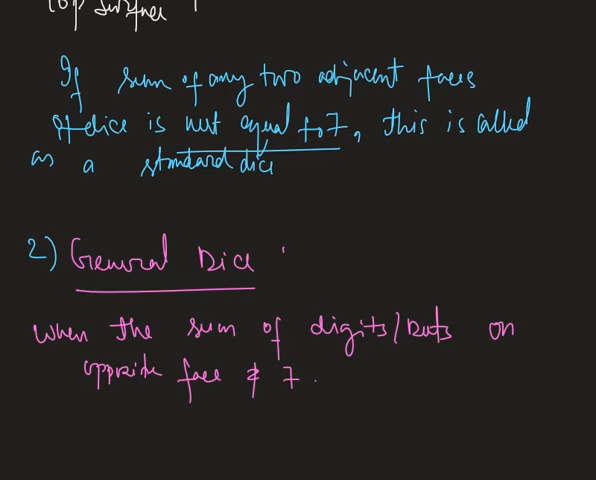 Top surface
If sum of any two adjacent faces
of dice is not equal to 7, this is called
as a standard dice
2) General Dice
When the sum of digits/Dots on
opposite face ≠ 7.